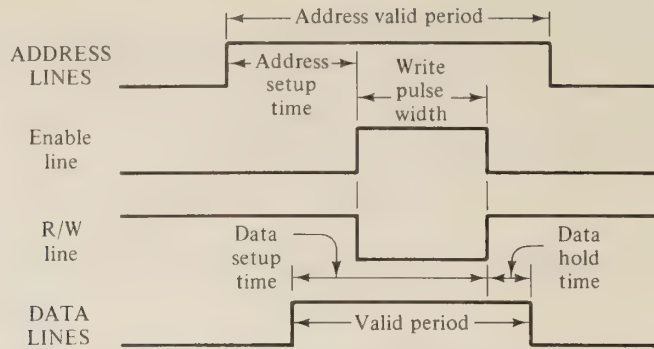 Address valid period
ADDRESS
LINES
Address
setup
time
Write
pulse
width
Enable
line
R/W
line
Data
setup
time
Data
hold
time
DATA
LINES
Valid period